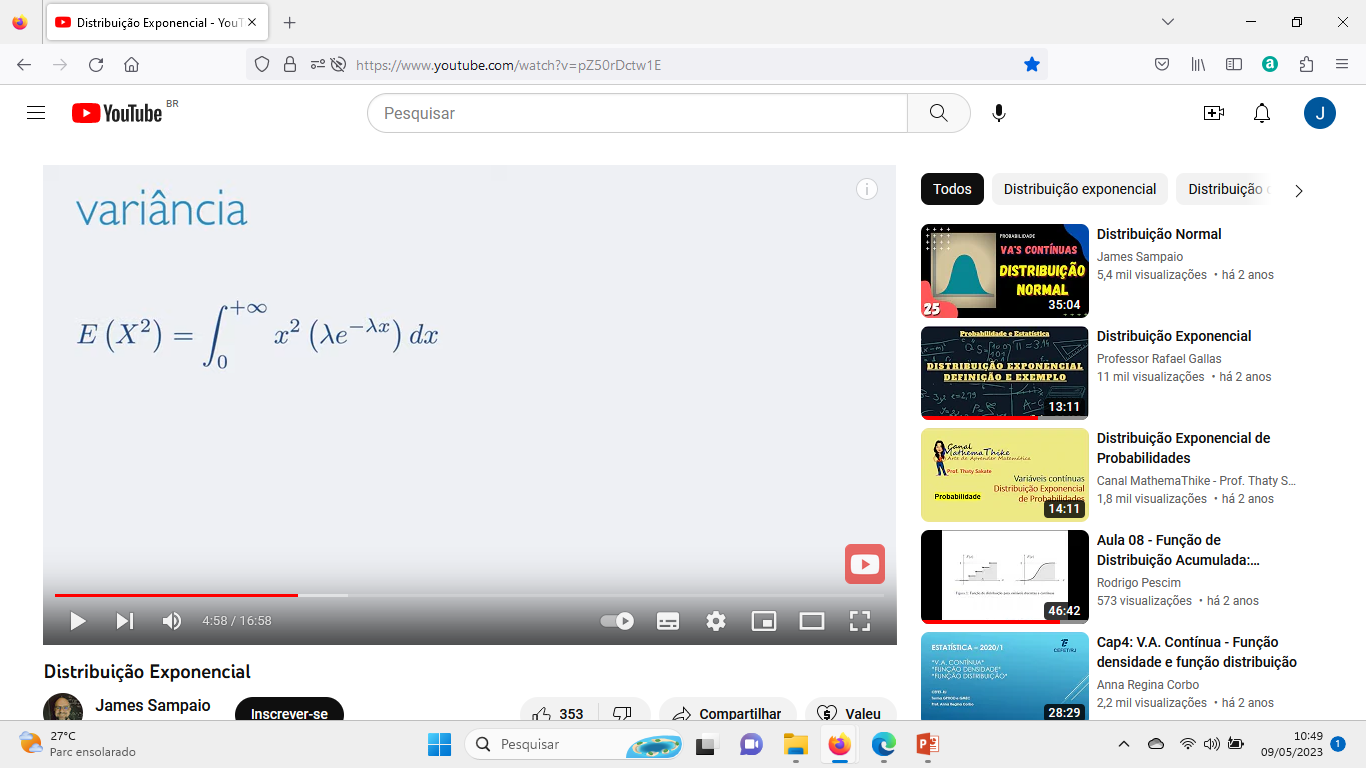 Distribuição Exponencial - YouT
https://www.youtube.com/watch?v=pZ50rDctw1E
YouTube BR
Pesquisar
J
variância
E (X²) = ∫₀^{+∞} x² (λe^{−λx}) dx
4:58 / 16:58
Distribuição Exponencial
James Sampaio
Inscrever-se
353
Compartilhar
Valeu
Todos
Distribuição exponencial
Distribuição
PROBABILIDADE
VA'S CONTÍNUAS
DISTRIBUIÇÃO
NORMAL
25
35:04
Distribuição Normal
James Sampaio
5,4 mil visualizações • há 2 anos
Probabilidade e Estatística
DISTRIBUIÇÃO EXPONENCIAL
DEFINIÇÃO E EXEMPLO
13:11
Distribuição Exponencial
Professor Rafael Gallas
11 mil visualizações • há 2 anos
Canal
MathemaThike
Arte de Aprender Matemática
Prof. Thaty Sakate
Variáveis contínuas
Distribuição Exponencial
de Probabilidades
Probabilidade
14:11
Distribuição Exponencial de
Probabilidades
Canal MathemaThike - Prof. Thaty S...
1,8 mil visualizações • há 2 anos
46:42
Aula 08 - Função de
Distribuição Acumulada:...
Rodrigo Pescim
573 visualizações • há 2 anos
ESTATÍSTICA – 2020/1
*V.A. CONTÍNUA*
*FUNÇÃO DENSIDADE*
*FUNÇÃO DISTRIBUIÇÃO*
CEFET/RJ
28:29
Cap4: V.A. Contínua - Função
densidade e função distribuição
Anna Regina Corbo
2,2 mil visualizações • há 2 anos
27°C
Parc ensolarado
Pesquisar
10:49
09/05/2023
1